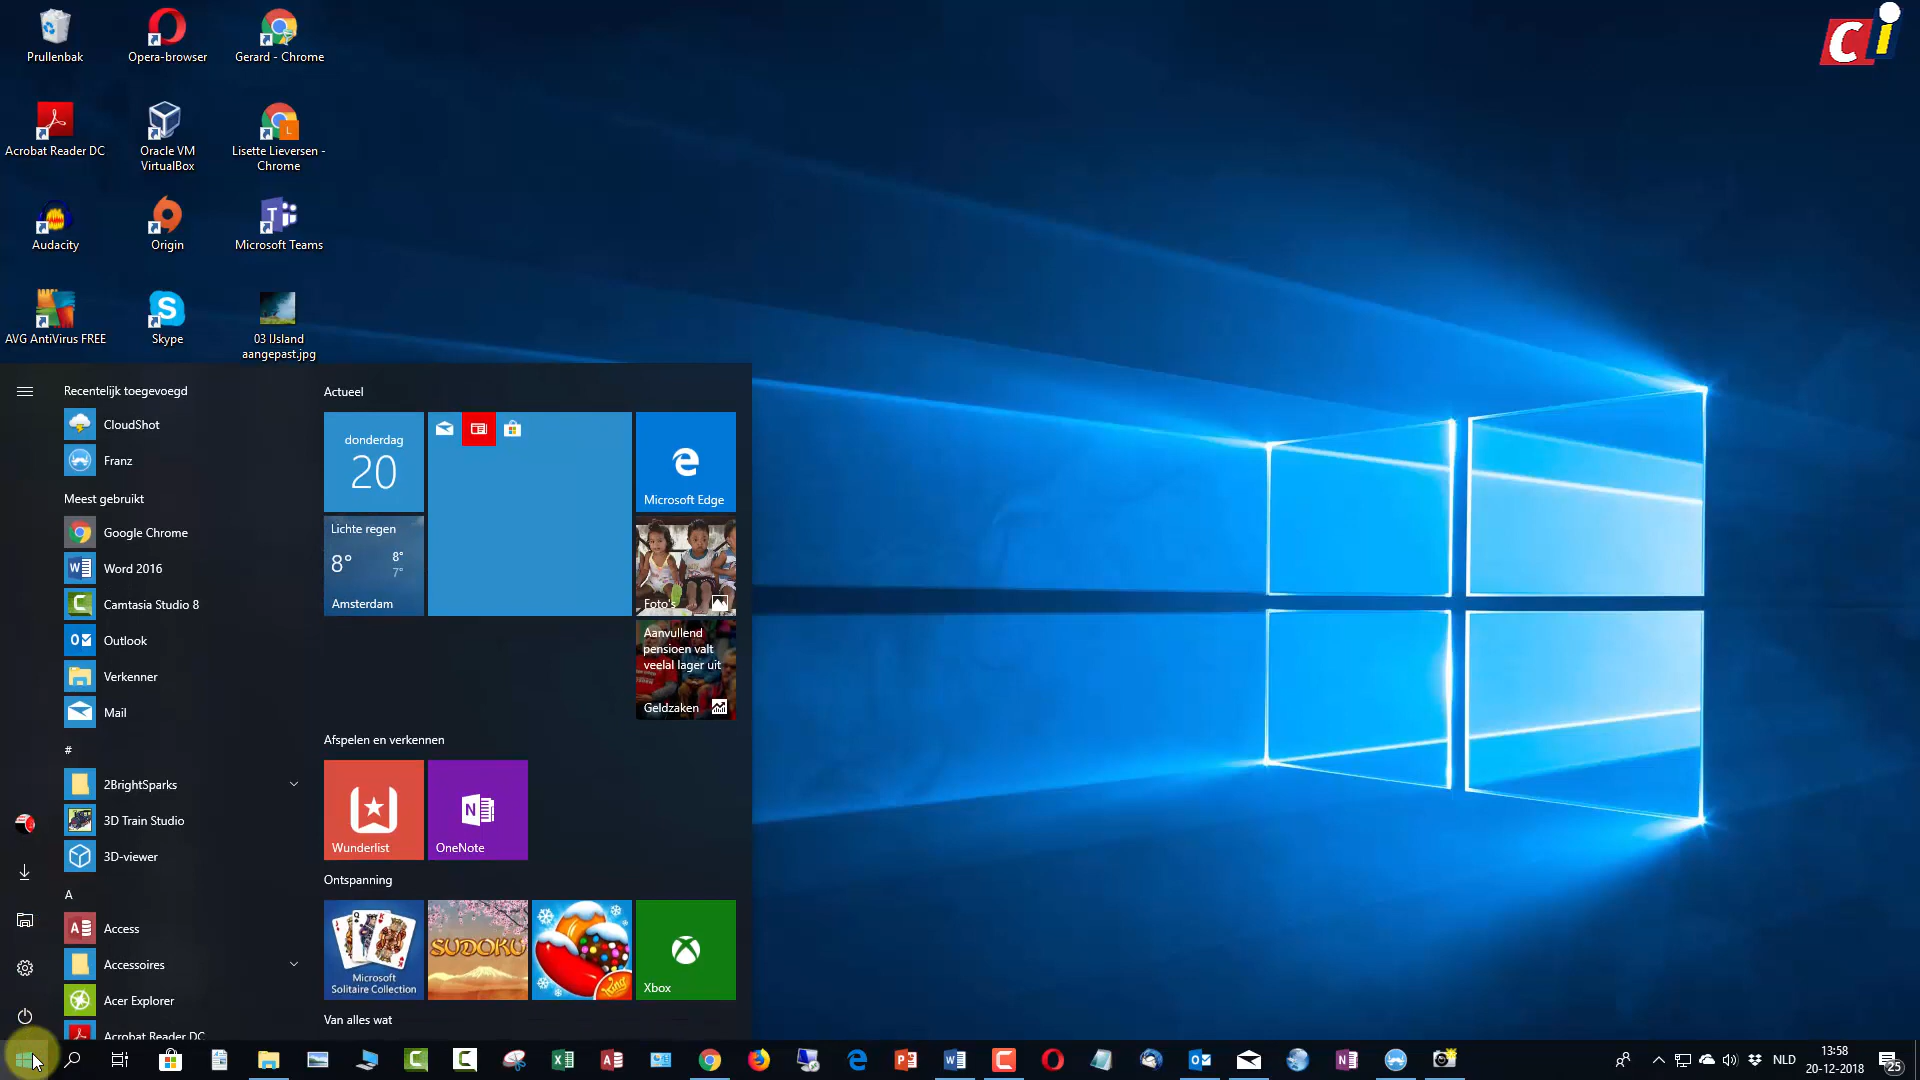 Prullenbak
Opera-browser
Gerard - Chrome
Ci
Acrobat Reader DC
Oracle VM
VirtualBox
L
Lisette Lieversen -
Chrome
Audacity
Origin
T
Microsoft Teams
AVG AntiVirus FREE
S
Skype
03 IJsland
aangepast.jpg
Recentelijk toegevoegd
CloudShot
Franz
Meest gebruikt
Google Chrome
Word 2016
Camtasia Studio 8
Outlook
Verkenner
Mail
#
2BrightSparks
3D Train Studio
3D-viewer
A
Access
Accessoires
Acer Explorer
Acrobat Reader DC
Actueel
donderdag
20
Microsoft Edge
Lichte regen
8°
8°
7°
Amsterdam
Foto's
Aanvullend
pensioen valt
veelal lager uit
Geldzaken
Afspelen en verkennen
Wunderlist
N
OneNote
Ontspanning
Microsoft
Solitaire Collection
SUDOKU
King
Xbox
Van alles wat
NLD
13:58
20-12-2018
25